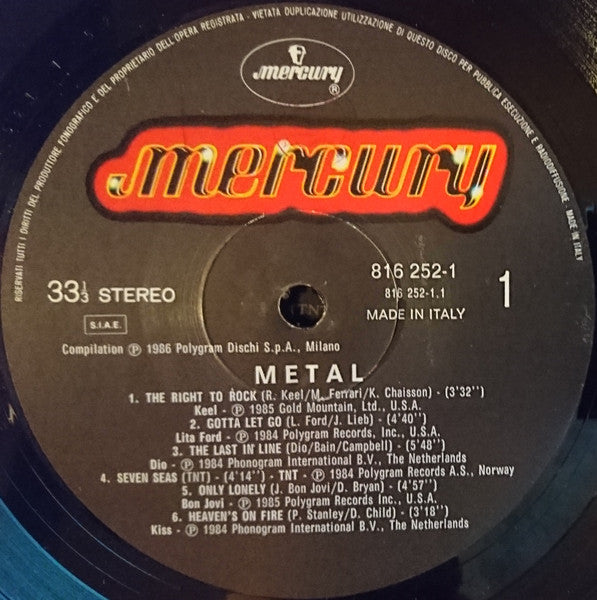 RISERVATI TUTTI I DIRITTI DEL PRODUTTORE FONOGRAFICO E DEL PROPRIETARIO DELL'OPERA REGISTRATA - VIETATA DUPLICAZIONE UTILIZZAZIONE DI QUESTO DISCO PER PUBBLICA ESECUZIONE E RADIODIFFUSIONE. MADE IN ITALY
mercury
®
mercury
33⅓ STEREO
816 252-1
816 252-1.1
1
MADE IN ITALY
S.I.A.E.
TNT
Compilation Ⓟ 1986 Polygram Dischi S.p.A., Milano
METAL
1. THE RIGHT TO ROCK (R. Keel/M. Ferrari/K. Chaisson) - (3'32'')
Keel - Ⓟ 1985 Gold Mountain, Ltd., U.S.A.
2. GOTTA LET GO (L. Ford/J. Lieb) - (4'40'')
Lita Ford - Ⓟ 1984 Polygram Records, Inc., U.S.A.
3. THE LAST IN LINE (Dio/Bain/Campbell) - (5'48'')
Dio - Ⓟ 1984 Phonogram International B.V., The Netherlands
4. SEVEN SEAS (TNT) - (4'14'') - TNT - Ⓟ 1984 Polygram Records A.S., Norway
5. ONLY LONELY (J. Bon Jovi/D. Bryan) - (4'57'')
Bon Jovi - Ⓟ 1985 Polygram Records Inc., U.S.A.
6. HEAVEN'S ON FIRE (P. Stanley/D. Child) - (3'18'')
Kiss - Ⓟ 1984 Phonogram International B.V., The Netherlands